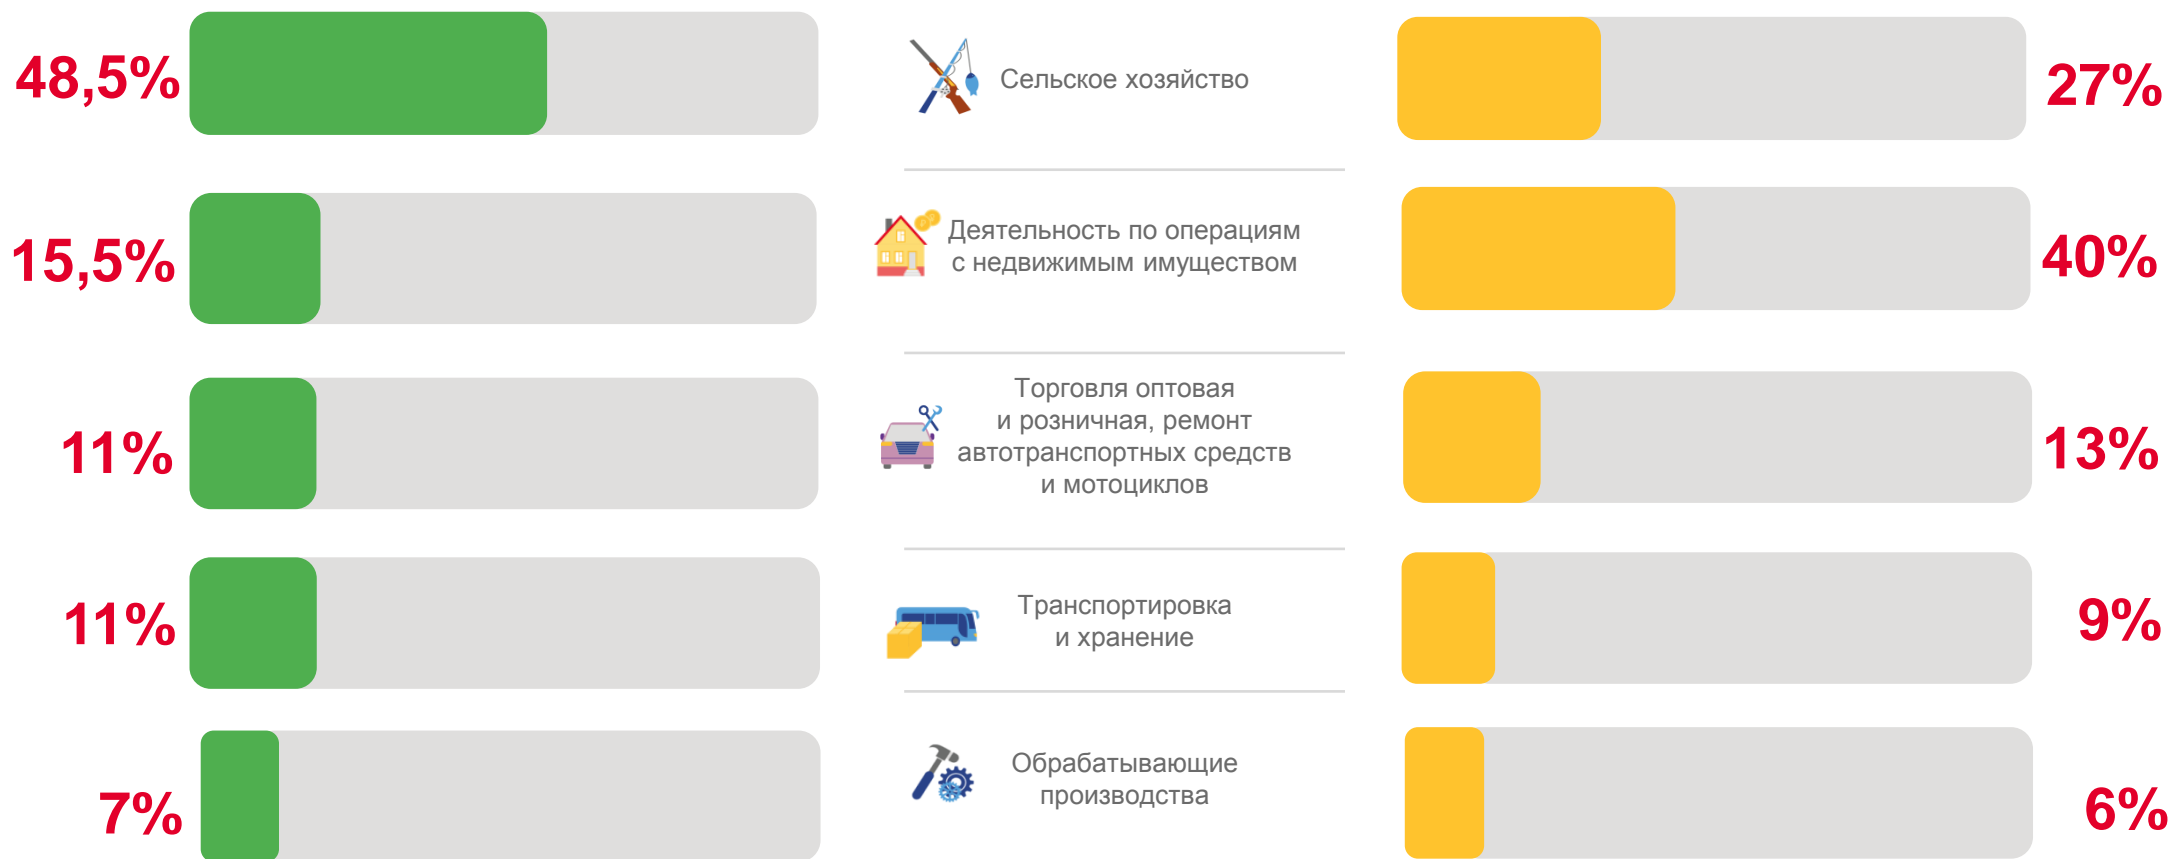 48,5%
Сельское хозяйство
27%
15,5%
Деятельность по операциям
с недвижимым имуществом
40%
11%
Торговля оптовая
и розничная, ремонт
автотранспортных средств
и мотоциклов
13%
11%
Транспортировка
и хранение
9%
7%
Обрабатывающие
производства
6%